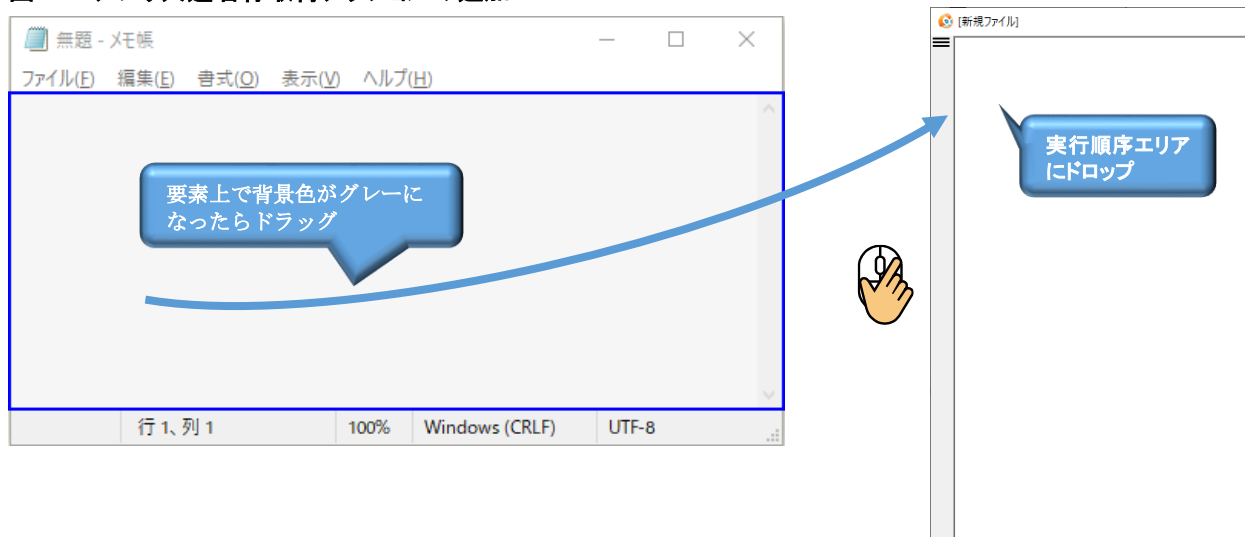 無題 - メモ帳
[新規ファイル]
ファイル(F) 編集(E) 書式(O) 表示(V) ヘルプ(H)
実行順序エリア
にドロップ
要素上で背景色がグレーに
なったらドラッグ
行 1、列 1 100% Windows (CRLF) UTF-8